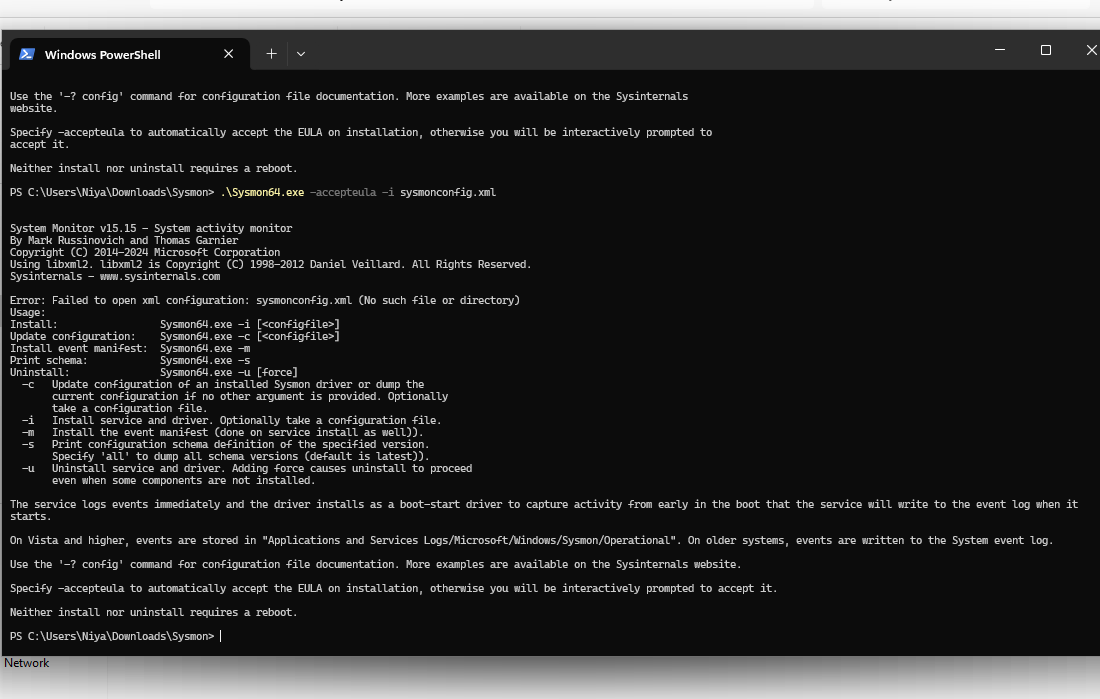 Windows PowerShell
Use the '-? config' command for configuration file documentation. More examples are available on the Sysinternals
website.
Specify -accepteula to automatically accept the EULA on installation, otherwise you will be interactively prompted to
accept it.
Neither install nor uninstall requires a reboot.
PS C:\Users\Niya\Downloads\Sysmon> .\Sysmon64.exe -accepteula -i sysmonconfig.xml
System Monitor v15.15 - System activity monitor
By Mark Russinovich and Thomas Garnier
Copyright (C) 2014-2024 Microsoft Corporation
Using libxml2. libxml2 is Copyright (C) 1998-2012 Daniel Veillard. All Rights Reserved.
Sysinternals - www.sysinternals.com
Error: Failed to open xml configuration: sysmonconfig.xml (No such file or directory)
Usage:
Install:                 Sysmon64.exe -i [<configfile>]
Update configuration:    Sysmon64.exe -c [<configfile>]
Install event manifest:  Sysmon64.exe -m
Print schema:            Sysmon64.exe -s
Uninstall:               Sysmon64.exe -u [force]
  -c   Update configuration of an installed Sysmon driver or dump the
       current configuration if no other argument is provided. Optionally
       take a configuration file.
  -i   Install service and driver. Optionally take a configuration file.
  -m   Install the event manifest (done on service install as well)).
  -s   Print configuration schema definition of the specified version.
       Specify 'all' to dump all schema versions (default is latest)).
  -u   Uninstall service and driver. Adding force causes uninstall to proceed
       even when some components are not installed.
The service logs events immediately and the driver installs as a boot-start driver to capture activity from early in the boot that the service will write to the event log when it
starts.
On Vista and higher, events are stored in "Applications and Services Logs/Microsoft/Windows/Sysmon/Operational". On older systems, events are written to the System event log.
Use the '-? config' command for configuration file documentation. More examples are available on the Sysinternals website.
Specify -accepteula to automatically accept the EULA on installation, otherwise you will be interactively prompted to accept it.
Neither install nor uninstall requires a reboot.
PS C:\Users\Niya\Downloads\Sysmon>
Network